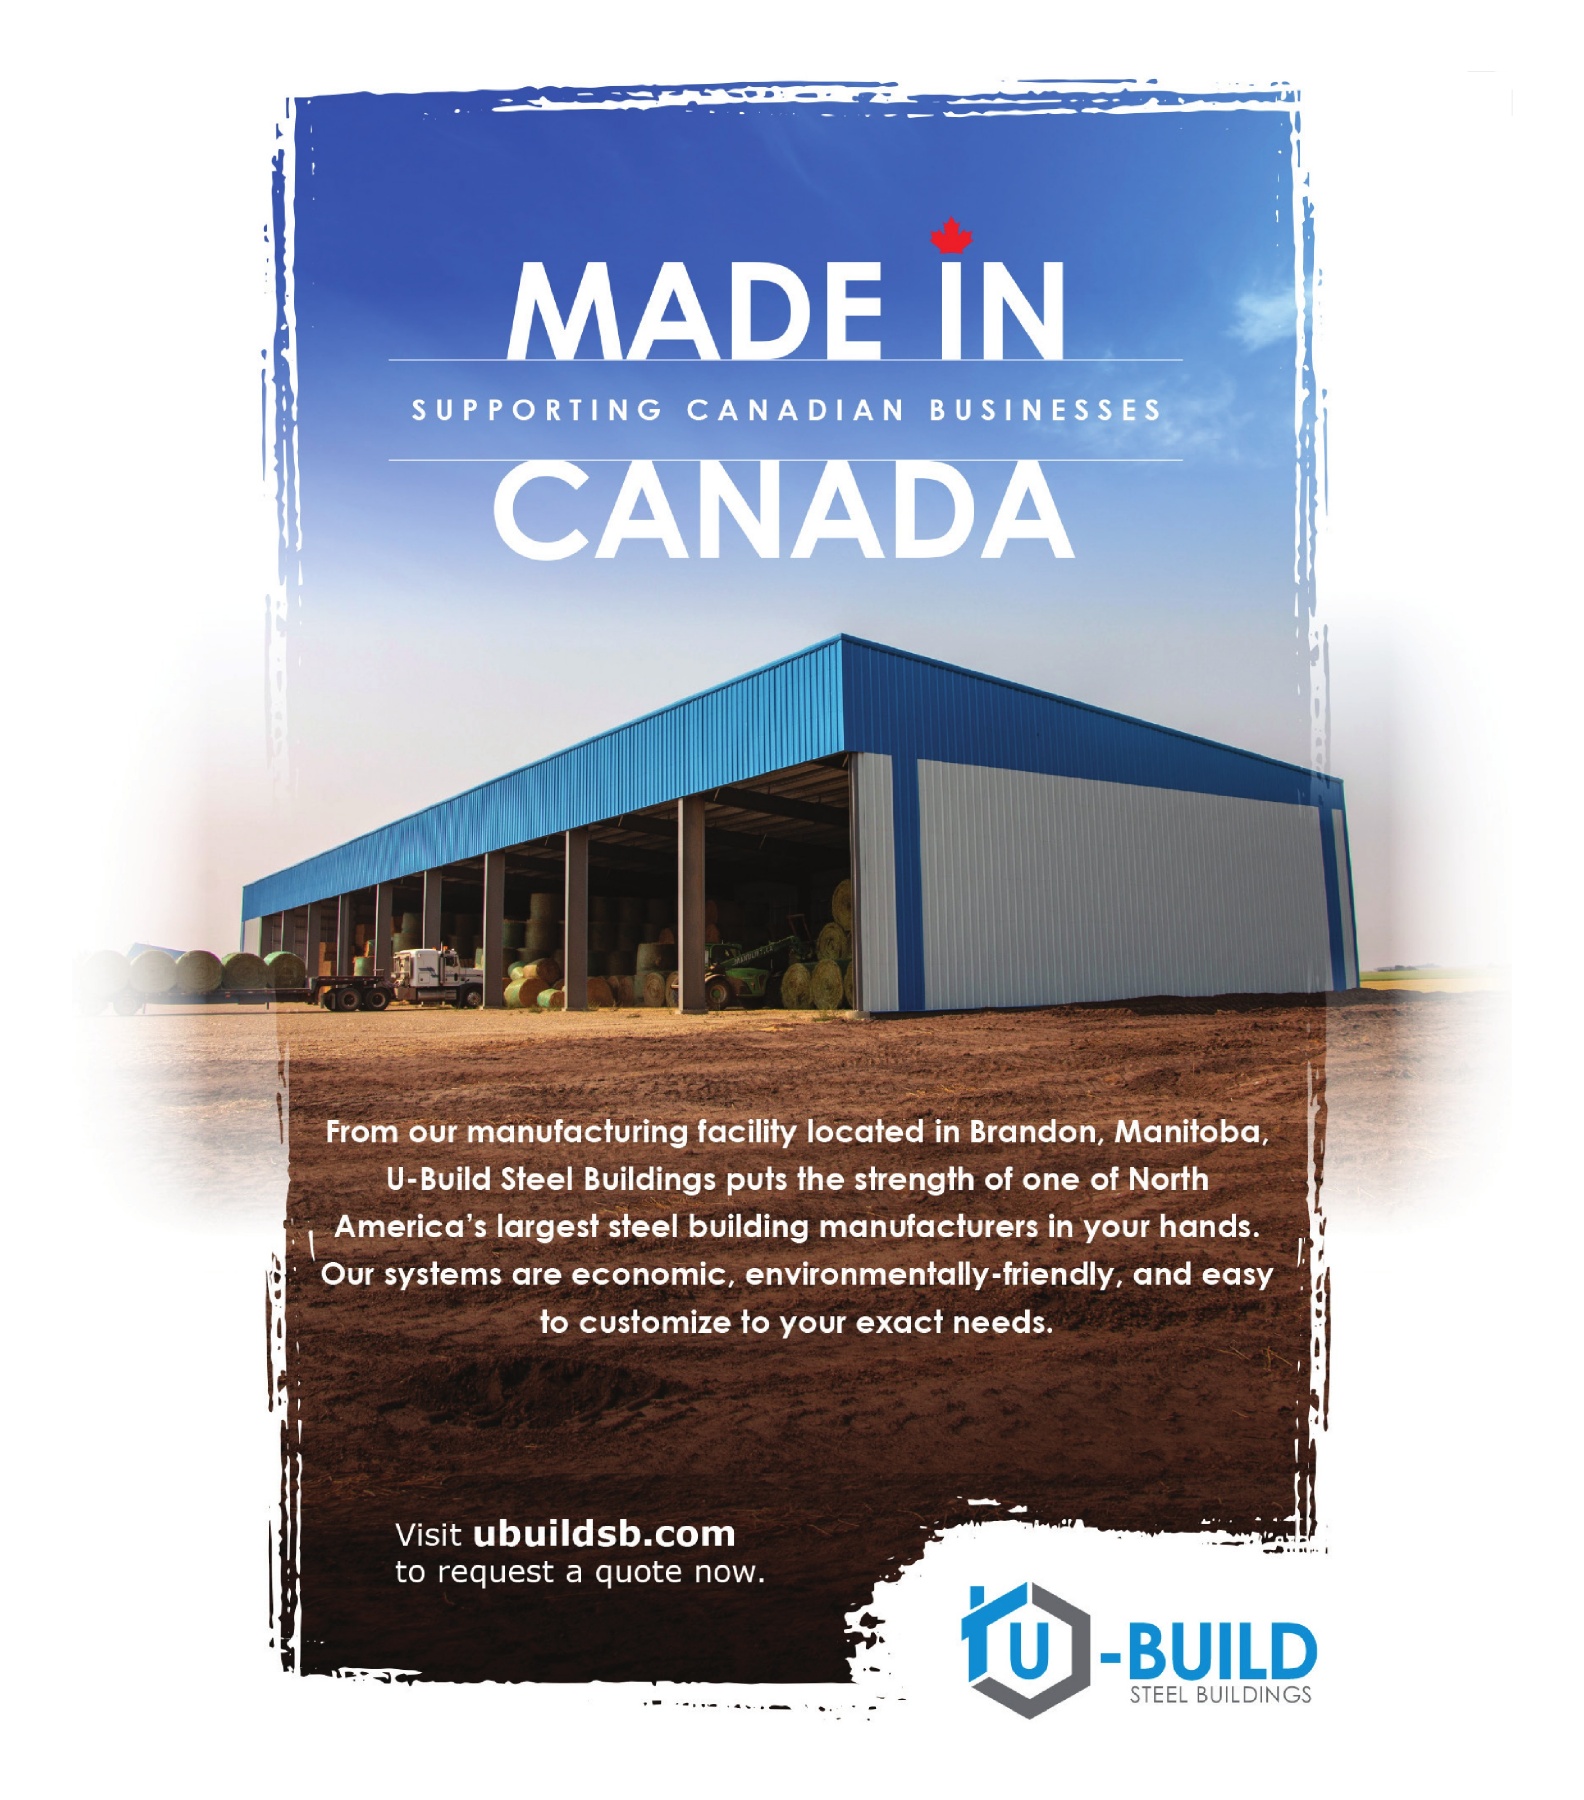 MADE IN
SUPPORTING CANADIAN BUSINESSES
CANADA
From our manufacturing facility located in Brandon, Manitoba,
U-Build Steel Buildings puts the strength of one of North
America's largest steel building manufacturers in your hands.
Our systems are economic, environmentally-friendly, and easy
to customize to your exact needs.
Visit ubuildsb.com
to request a quote now.
U-BUILD
STEEL BUILDINGS